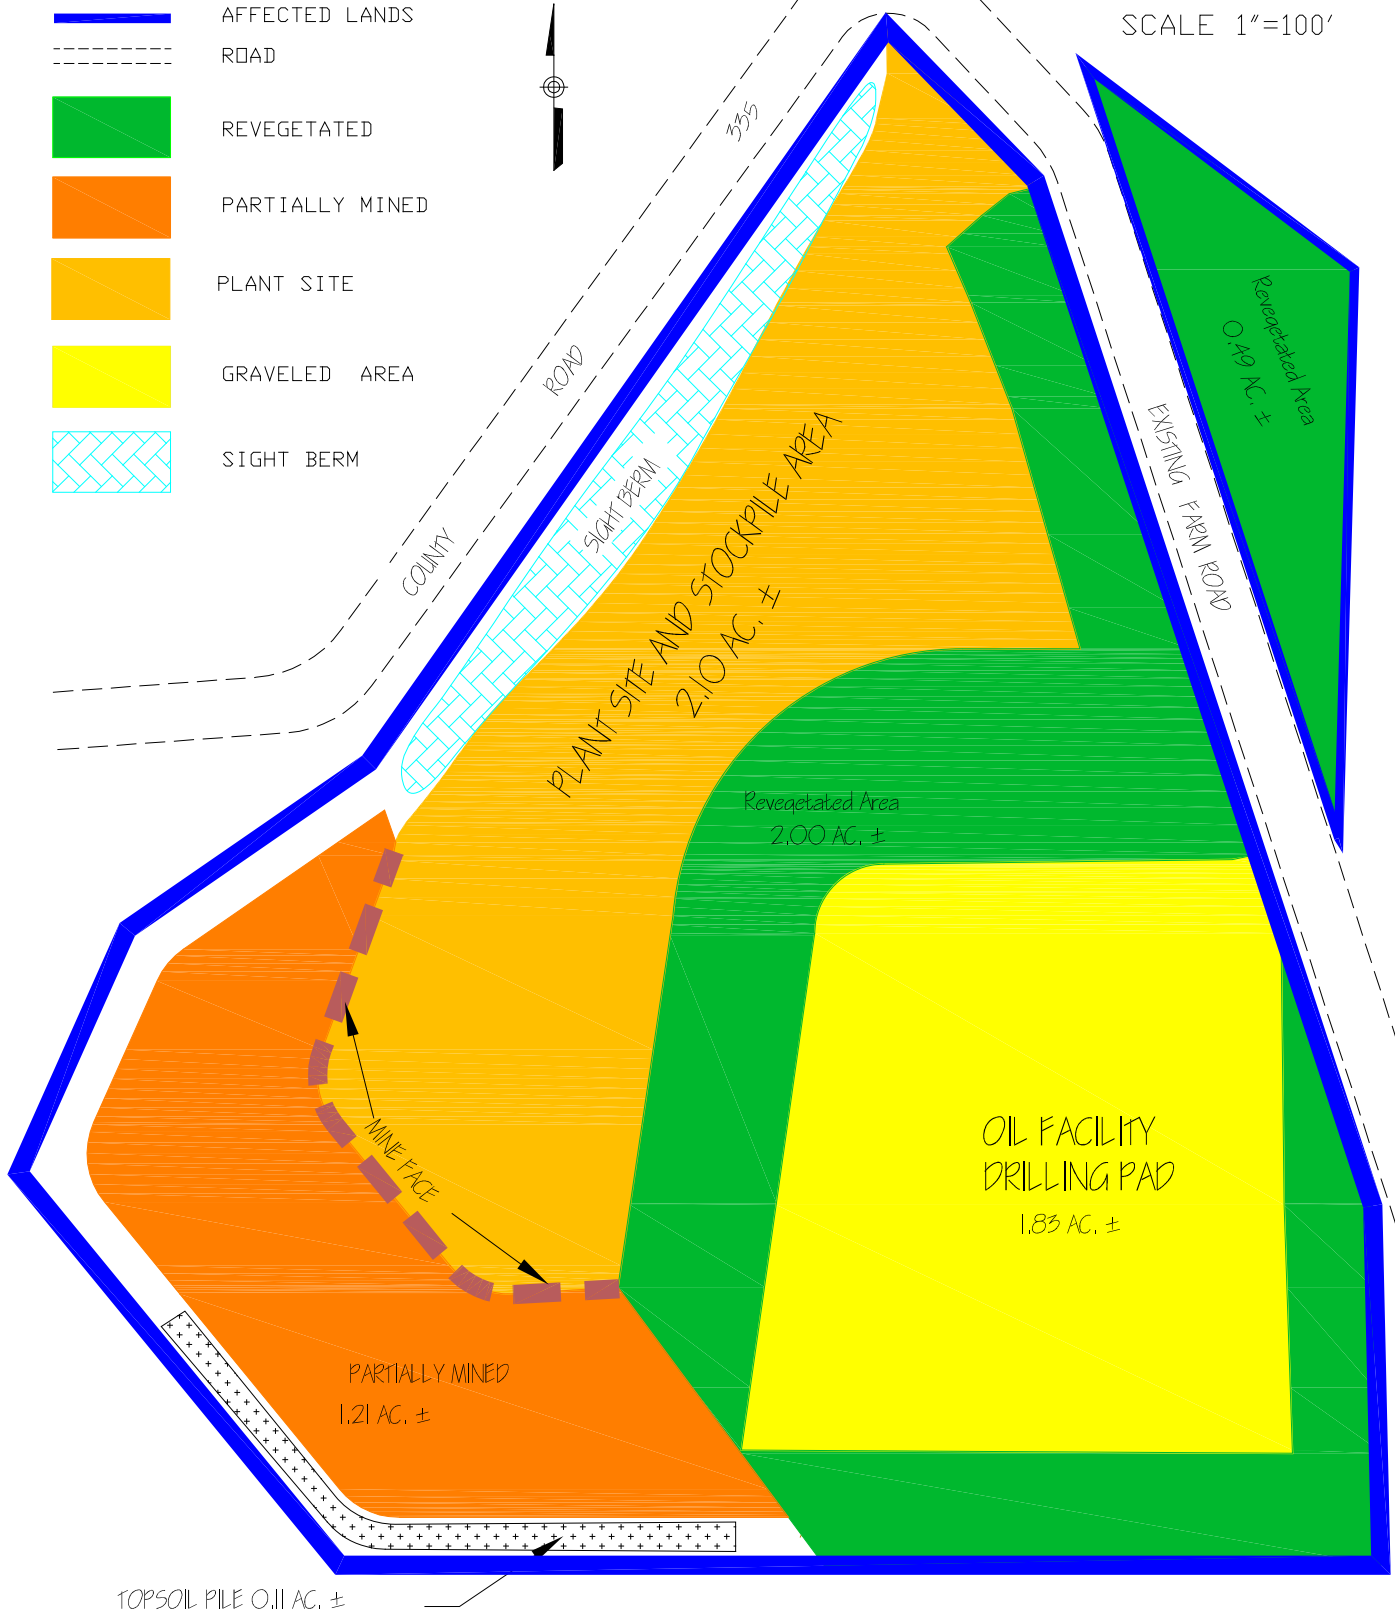 AFFECTED LANDS
ROAD
REVEGETATED
PARTIALLY MINED
PLANT SITE
GRAVELED AREA
SIGHT BERM
SCALE 1"=100'
COUNTY ROAD 335
SIGHT BERM
PLANT SITE AND STOCKPILE AREA
2.10 AC. ±
Revegetated Area
0.49 AC. ±
EXISTING FARM ROAD
Revegetated Area
2.00 AC. ±
MINE FACE
OIL FACILITY
DRILLING PAD
1.83 AC. ±
PARTIALLY MINED
1.21 AC. ±
TOPSOIL PILE 0.11 AC. ±